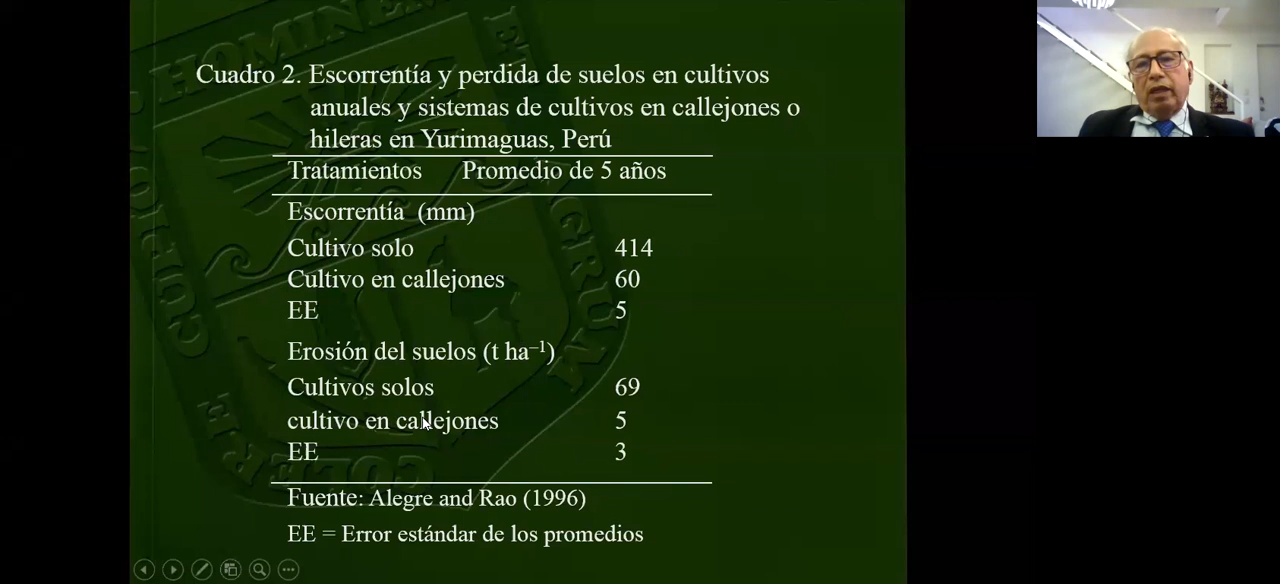 Cuadro 2. Escorrentía y perdida de suelos en cultivos
anuales y sistemas de cultivos en callejones o
hileras en Yurimaguas, Perú
Tratamientos Promedio de 5 años
Escorrentía (mm)
Cultivo solo 414
Cultivo en callejones 60
EE 5
Erosión del suelos (t ha⁻¹)
Cultivos solos 69
cultivo en callejones 5
EE 3
Fuente: Alegre and Rao (1996)
EE = Error estándar de los promedios
HOMINEM
AGRUM
COLERE